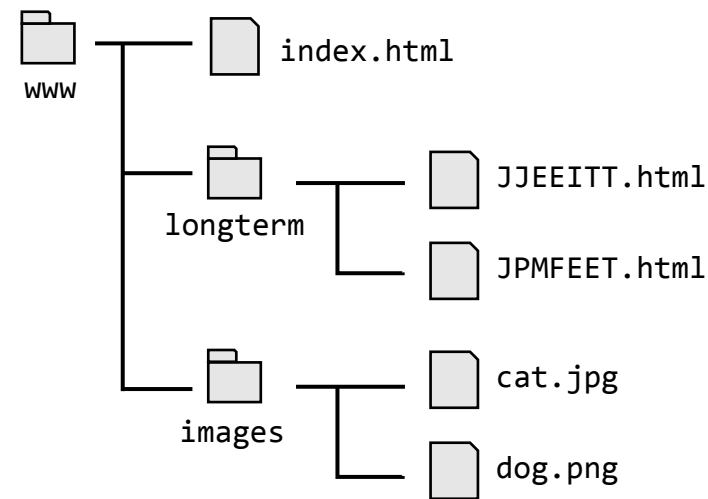 www
index.html
longterm
JJEEITT.html
JPMFEET.html
images
cat.jpg
dog.png